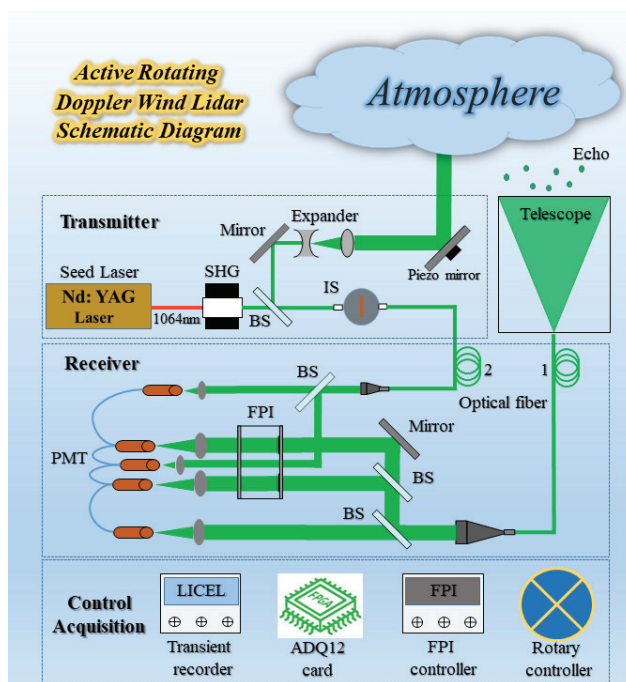 Active Rotating
Doppler Wind Lidar
Schematic Diagram
Atmosphere
Echo
Telescope
Transmitter
Expander
Mirror
Piezo mirror
Seed Laser
SHG
IS
Nd: YAG
Laser
1064nm
BS
Receiver
BS
2
1
Optical fiber
FPI
Mirror
PMT
BS
BS
Control
Acquisition
LICEL
FPGA
FPI
Transient
recorder
ADQ12
card
FPI
controller
Rotary
controller